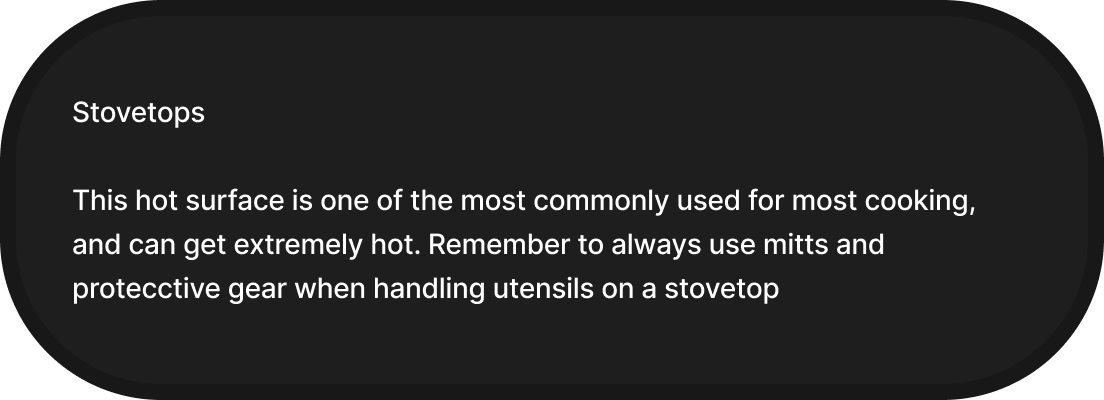 Stovetops
This hot surface is one of the most commonly used for most cooking,
and can get extremely hot. Remember to always use mitts and
protecctive gear when handling utensils on a stovetop